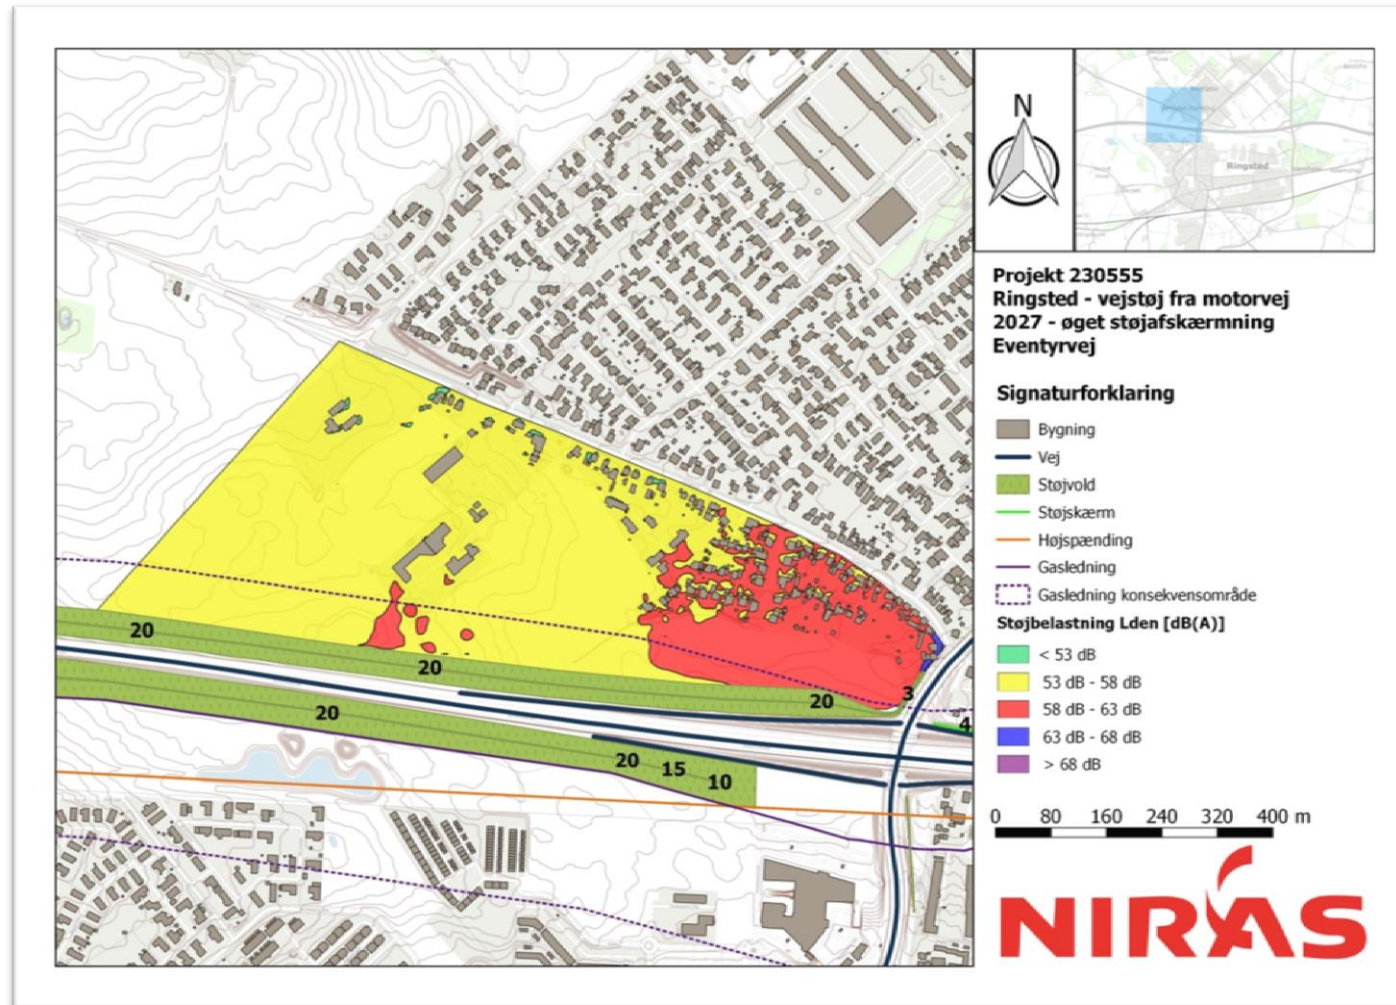 N
Ringsted
Projekt 230555
Ringsted - vejstøj fra motorvej
2027 - øget støjafskærmning
Eventyrvej
Signaturforklaring
Bygning
Vej
Støjvold
Støjskærm
Højspænding
Gasledning
Gasledning konsekvensområde
Støjbelastning Lden [dB(A)]
< 53 dB
53 dB - 58 dB
58 dB - 63 dB
63 dB - 68 dB
> 68 dB
0 80 160 240 320 400 m
NIRAS
20
20
20
3
4
20
20
15
10